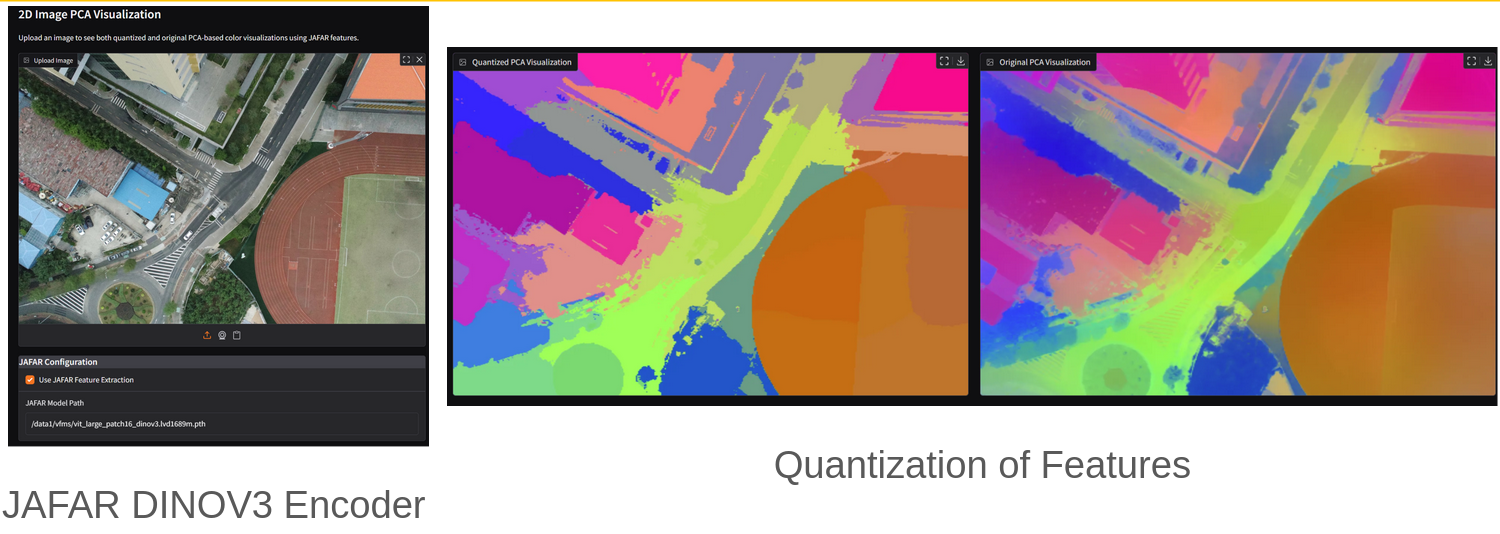 2D Image PCA Visualization
Upload an image to see both quantized and original PCA-based color visualizations using JAFAR features.
Upload Image
JAFAR Configuration
Use JAFAR Feature Extraction
JAFAR Model Path
/data1/vfms/vit_large_patch16_dinov3.lvd1689m.pth
JAFAR DINOV3 Encoder
Quantized PCA Visualization
Original PCA Visualization
Quantization of Features